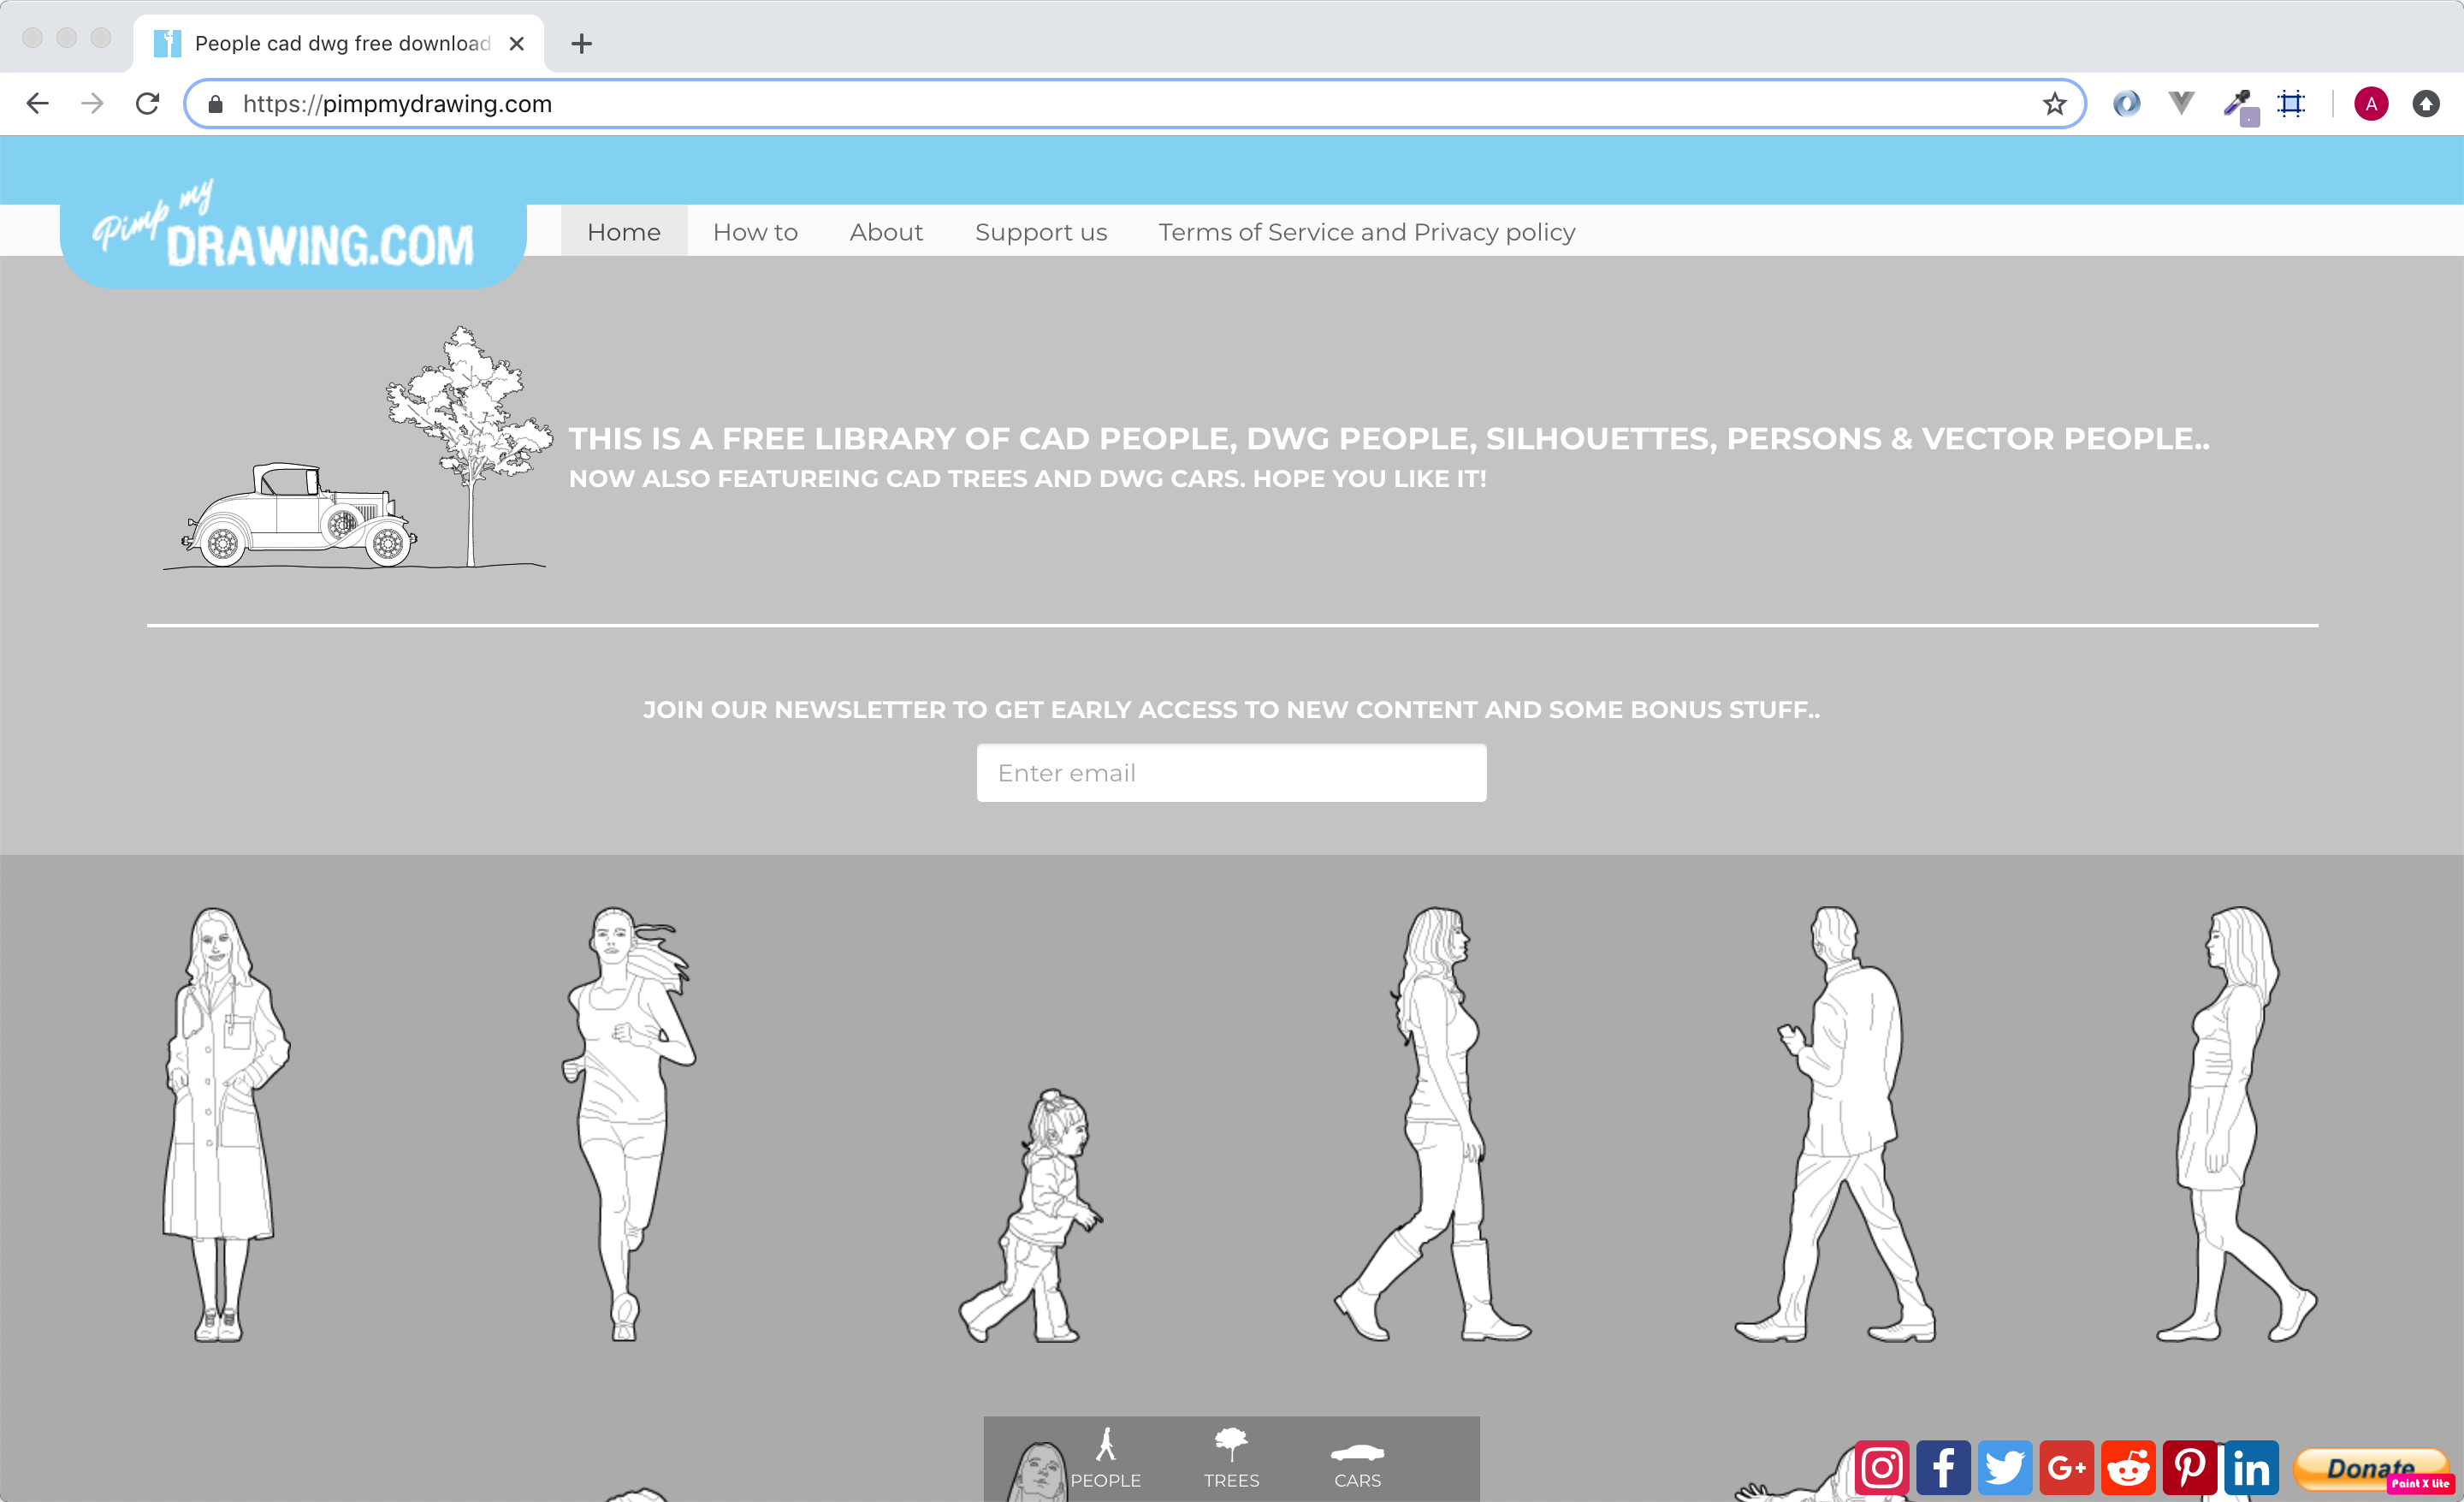 People cad dwg free download
https://pimpmydrawing.com
A
Pimp my
DRAWING.COM
Home How to About Support us Terms of Service and Privacy policy
THIS IS A FREE LIBRARY OF CAD PEOPLE, DWG PEOPLE, SILHOUETTES, PERSONS & VECTOR PEOPLE..
NOW ALSO FEATUREING CAD TREES AND DWG CARS. HOPE YOU LIKE IT!
JOIN OUR NEWSLETTER TO GET EARLY ACCESS TO NEW CONTENT AND SOME BONUS STUFF..
Enter email
PEOPLE TREES CARS
f G+ in Donate
Paint X Lite